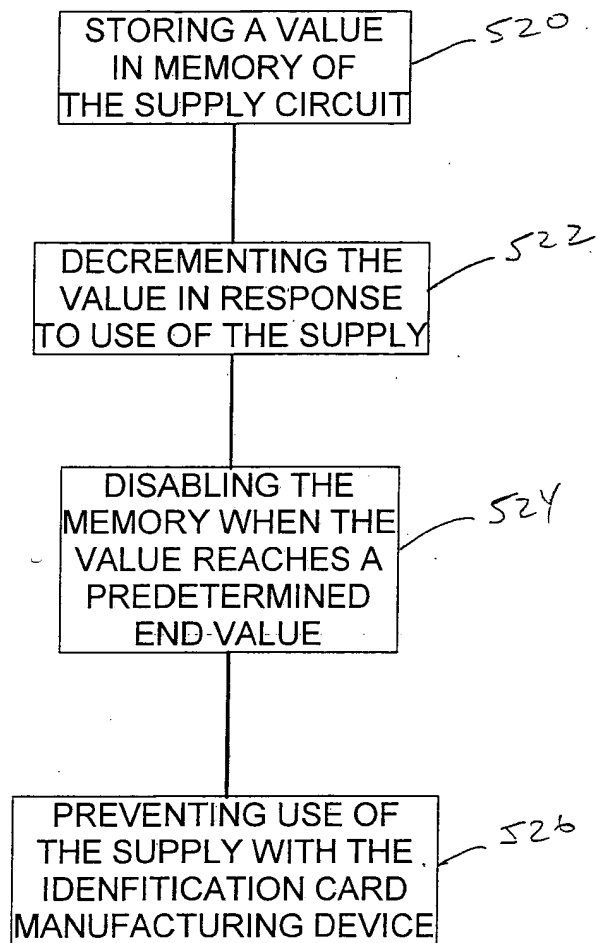 STORING A VALUE
IN MEMORY OF
THE SUPPLY CIRCUIT
520
DECREMENTING THE
VALUE IN RESPONSE
TO USE OF THE SUPPLY
522
DISABLING THE
MEMORY WHEN THE
VALUE REACHES A
PREDETERMINED
END VALUE
524
PREVENTING USE OF
THE SUPPLY WITH THE
IDENFITICATION CARD
MANUFACTURING DEVICE
526